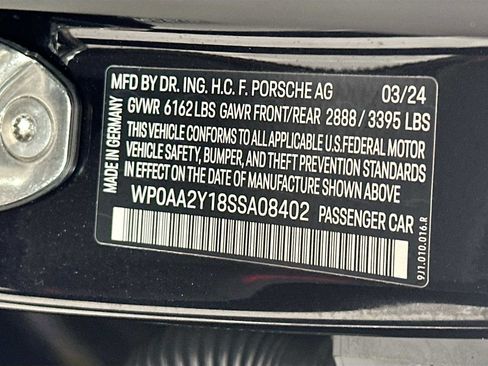 MFD BY DR. ING. H.C. F. PORSCHE AG 03/24
GVWR 6162 LBS GAWR FRONT/REAR 2888 / 3395 LBS
THIS VEHICLE CONFORMS TO ALL APPLICABLE U.S.FEDERAL MOTOR
VEHICLE SAFETY, BUMPER, AND THEFT PREVENTION STANDARDS
IN EFFECT ON THE DATE OF MANUFACTURE SHOWN ABOVE
WP0AA2Y18SSA08402 PASSENGER CAR
MADE IN GERMANY
9J1.010.016.R